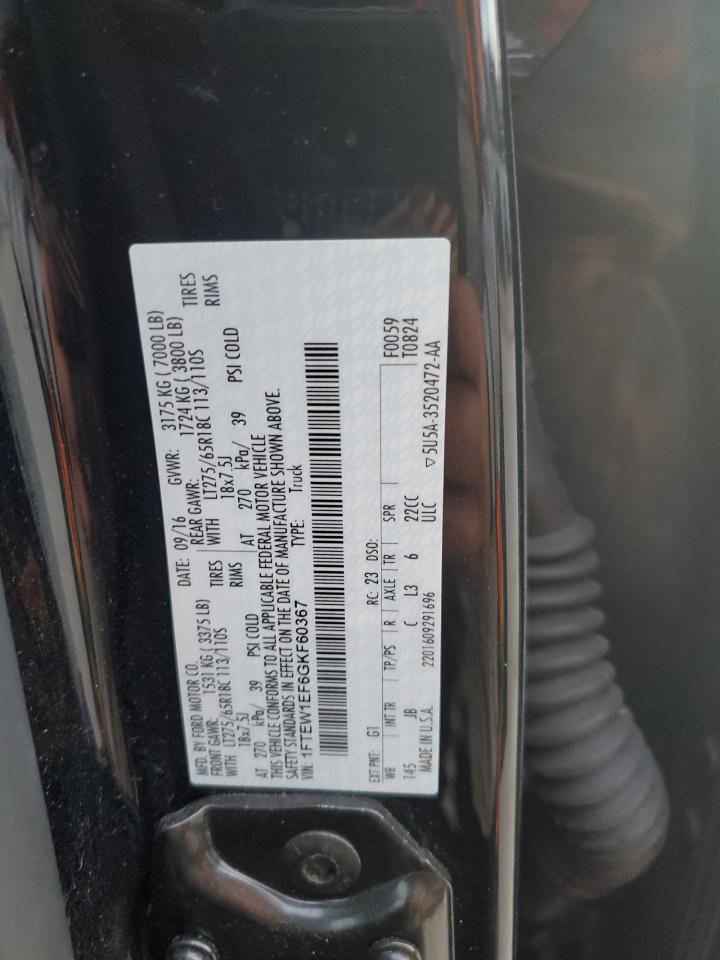 MFD. BY FORD MOTOR CO. DATE: 09/16 GVWR: 3175 KG ( 7000 LB)
FRONT GAWR: 1531 KG ( 3375 LB) REAR GAWR: 1724 KG ( 3800 LB)
WITH LT275/65R18C 113/110S TIRES WITH LT275/65R18C 113/110S TIRES
18x7.5J RIMS 18x7.5J RIMS
AT 270 kPa/ 39 PSI COLD AT 270 kPa/ 39 PSI COLD
THIS VEHICLE CONFORMS TO ALL APPLICABLE FEDERAL MOTOR VEHICLE
SAFETY STANDARDS IN EFFECT ON THE DATE OF MANUFACTURE SHOWN ABOVE.
VIN: 1FTEW1EF6GKF60367 TYPE: Truck
EXT PNT: G1 RC: 23 DSO: F0059
WB INT TR TP/PS R AXLE TR SPR T0824
145 JB C L3 6 22CC
MADE IN U.S.A. 2201609291696 ULC ▽5U5A-3520472-AA